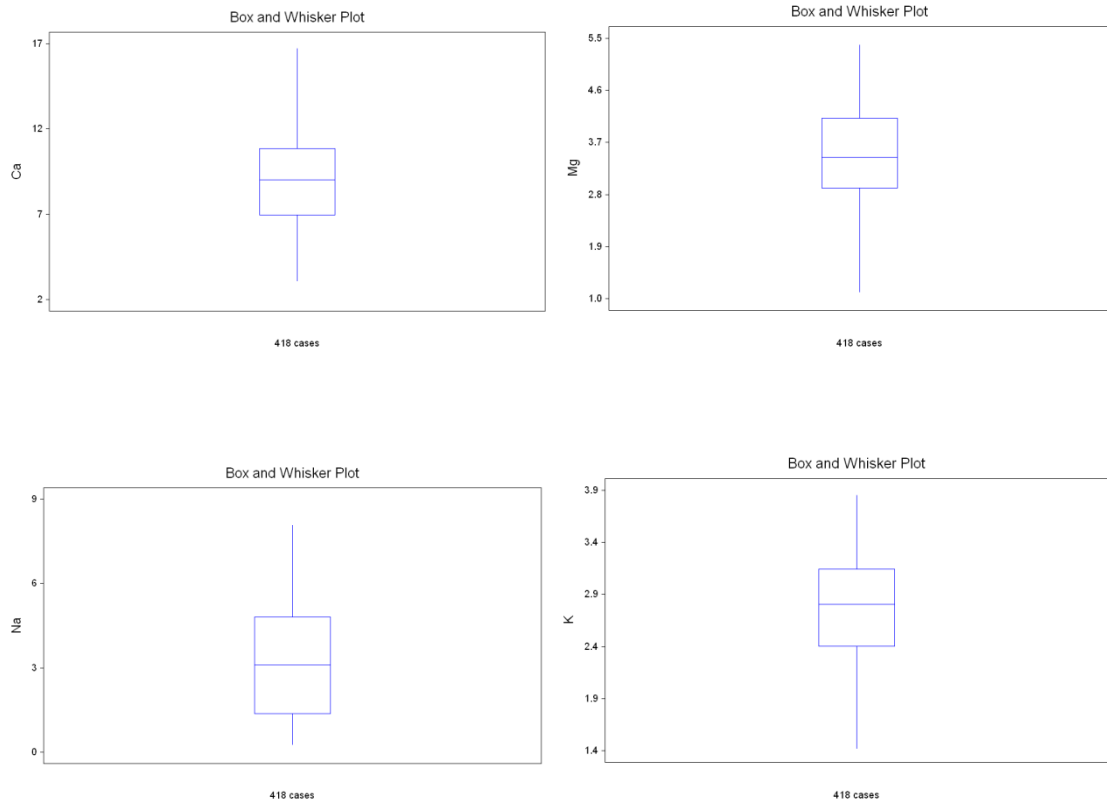 Box and Whisker Plot
17
12
7
2
Ca
418 cases
Box and Whisker Plot
5.5
4.6
3.7
2.8
1.9
1.0
Mg
418 cases
Box and Whisker Plot
9
6
3
0
Na
418 cases
Box and Whisker Plot
3.9
3.4
2.9
2.4
1.9
1.4
K
418 cases